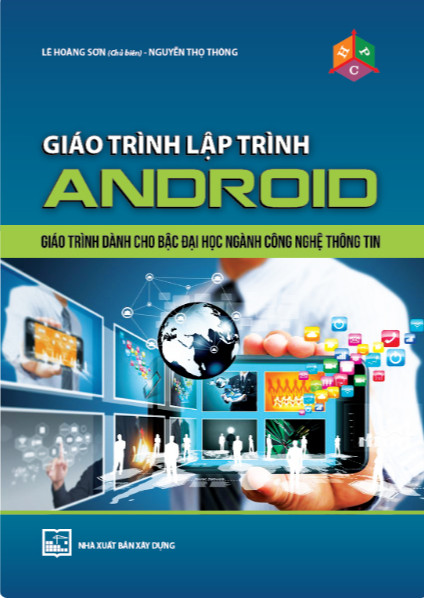 LÊ HOÀNG SƠN (Chủ biên) - NGUYỄN THỌ THÔNG
H P
C
GIÁO TRÌNH LẬP TRÌNH
ANDROID
GIÁO TRÌNH DÀNH CHO BẬC ĐẠI HỌC NGÀNH CÔNG NGHỆ THÔNG TIN
NHÀ XUẤT BẢN XÂY DỰNG